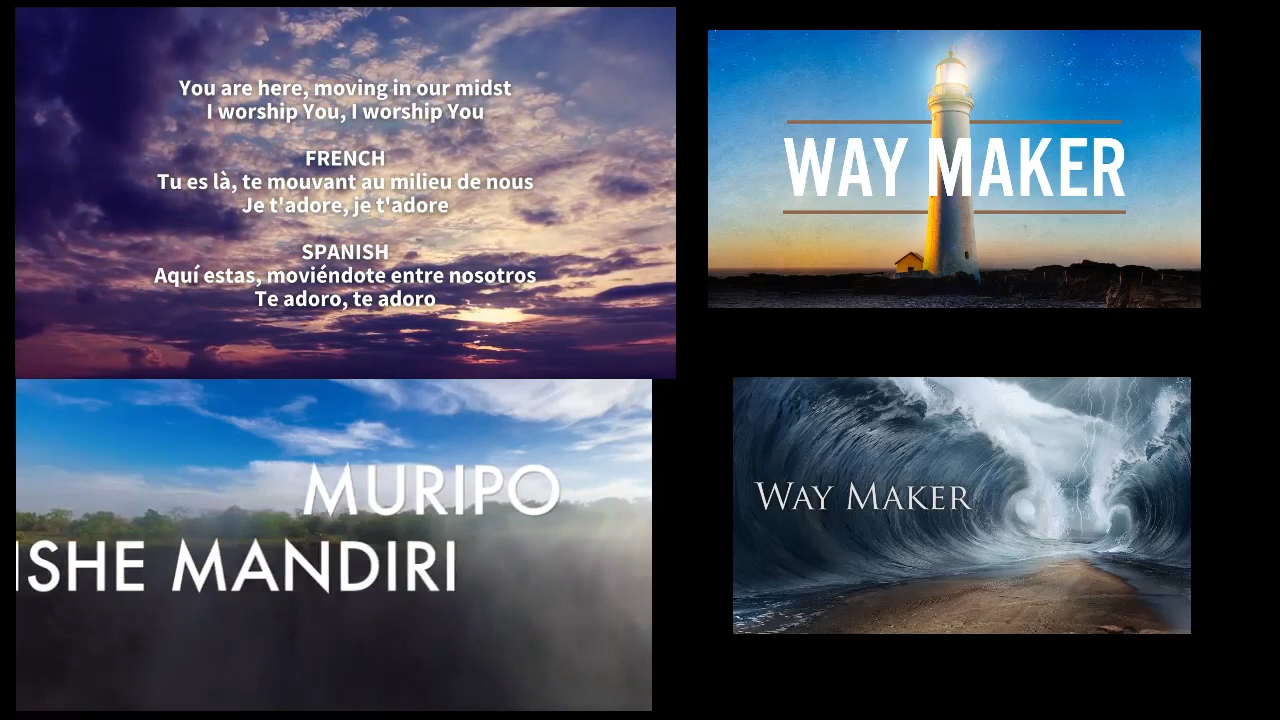 You are here, moving in our midst
I worship You, I worship You
FRENCH
Tu es là, te mouvant au milieu de nous
Je t'adore, je t'adore
SPANISH
Aquí estas, moviéndote entre nosotros
Te adoro, te adoro
WAY MAKER
MURIPO
MANDIRI
WAY MAKER